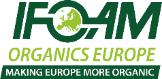 IFOAM
ORGANICS EUROPE
MAKING EUROPE MORE ORGANIC